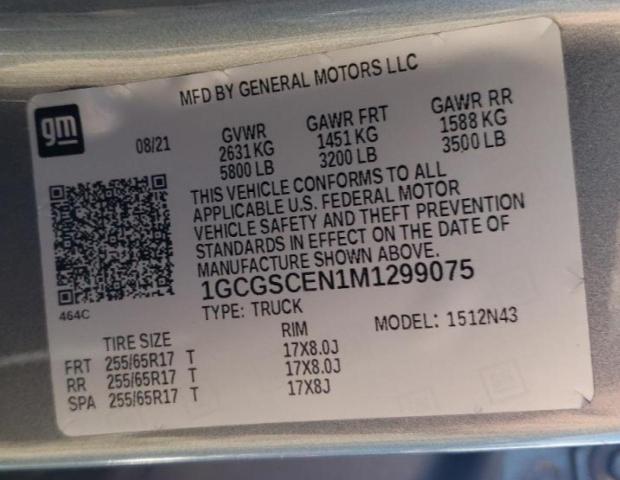 MFD BY GENERAL MOTORS LLC
gm
08/21
GVWR
2631 KG
5800 LB
GAWR FRT
1451 KG
3200 LB
GAWR RR
1588 KG
3500 LB
THIS VEHICLE CONFORMS TO ALL
APPLICABLE U.S. FEDERAL MOTOR
VEHICLE SAFETY AND THEFT PREVENTION
STANDARDS IN EFFECT ON THE DATE OF
MANUFACTURE SHOWN ABOVE.
1GCGSCEN1M1299075
464C
TYPE: TRUCK
MODEL: 1512N43
TIRE SIZE RIM
FRT 255/65R17 T 17X8.0J
RR 255/65R17 T 17X8.0J
SPA 255/65R17 T 17X8J